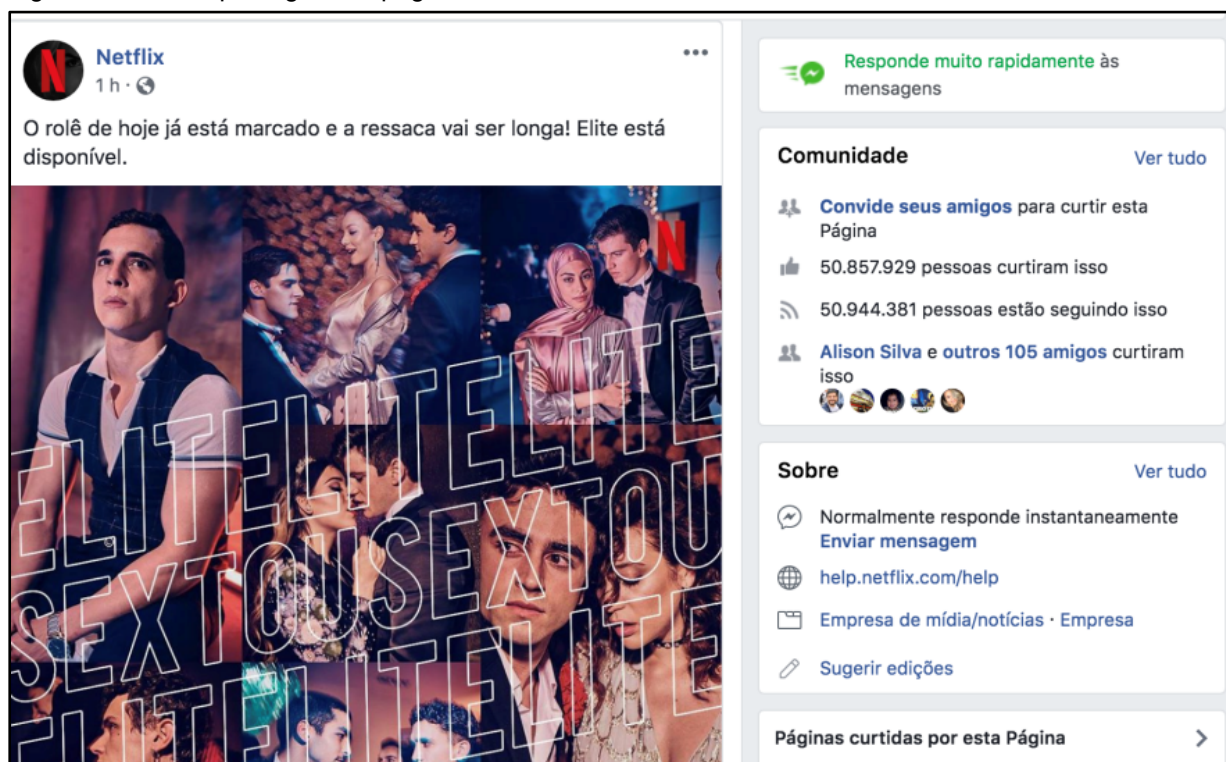 Netflix
1 h
O rolê de hoje já está marcado e a ressaca vai ser longa! Elite está
disponível.
N
ELITELITELITE
SEXTOUSEXTOU
ELITELITELITE
Responde muito rapidamente às
mensagens
Comunidade
Ver tudo
Convide seus amigos para curtir esta
Página
50.857.929 pessoas curtiram isso
50.944.381 pessoas estão seguindo isso
Alison Silva e outros 105 amigos curtiram
isso
Sobre
Ver tudo
Normalmente responde instantaneamente
Enviar mensagem
help.netflix.com/help
Empresa de mídia/notícias · Empresa
Sugerir edições
Páginas curtidas por esta Página